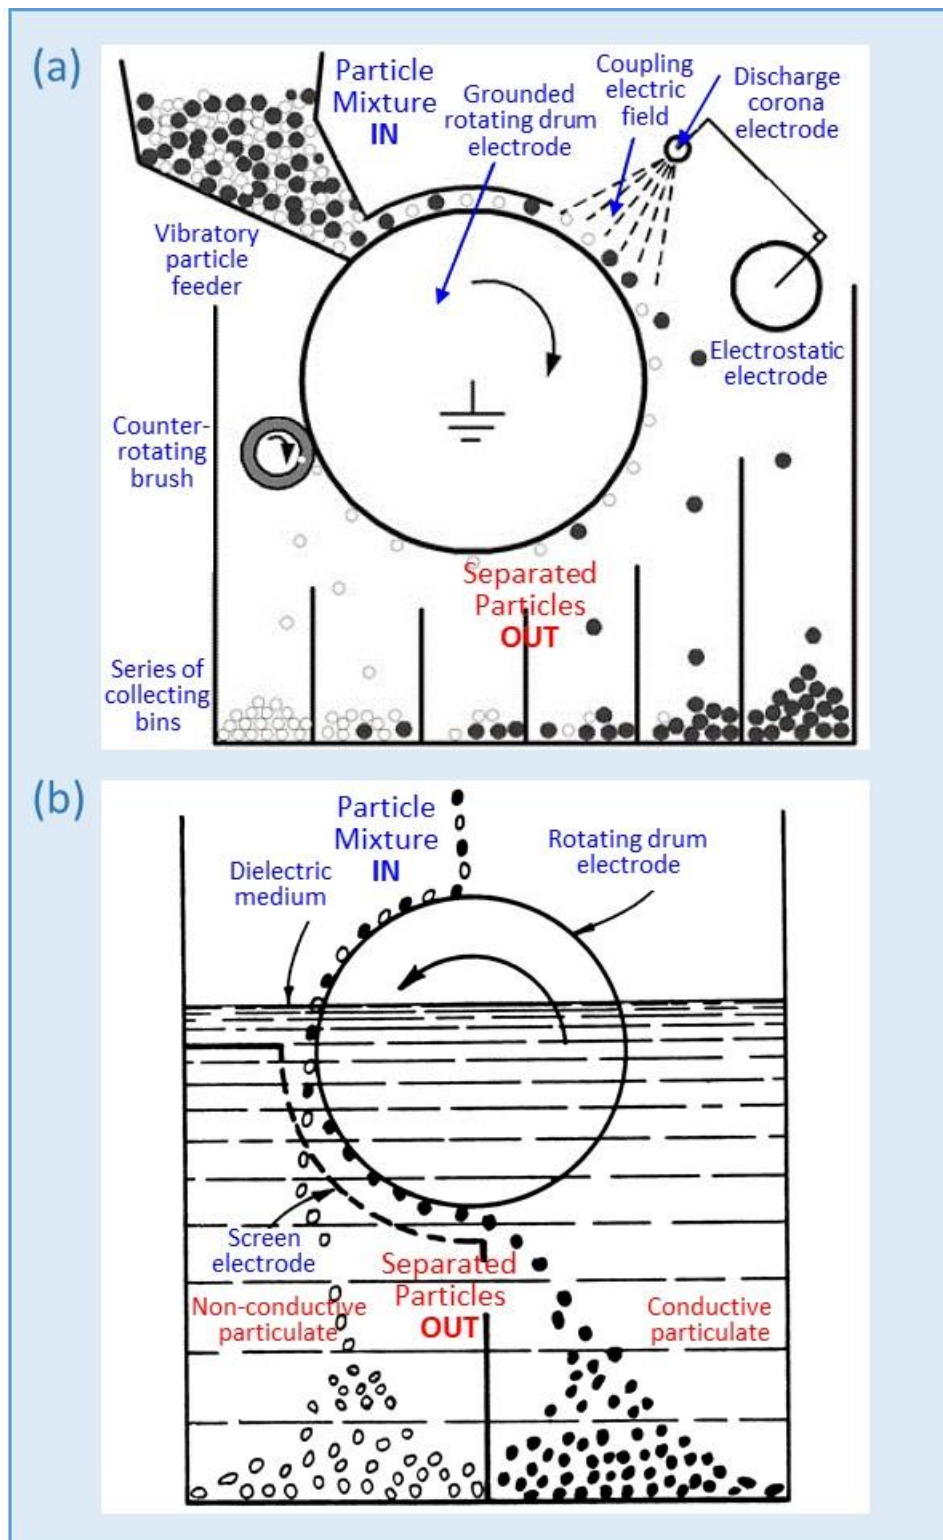 (a)
Particle
Mixture
IN
Grounded
rotating drum
electrode
Coupling
electric
field
Discharge
corona
electrode
Vibratory
particle
feeder
Electrostatic
electrode
Counter-
rotating
brush
Separated
Particles
OUT
Series of
collecting
bins
(b)
Particle
Mixture
IN
Rotating drum
electrode
Dielectric
medium
Screen
electrode
Separated
Particles
OUT
Non-conductive
particulate
Conductive
particulate